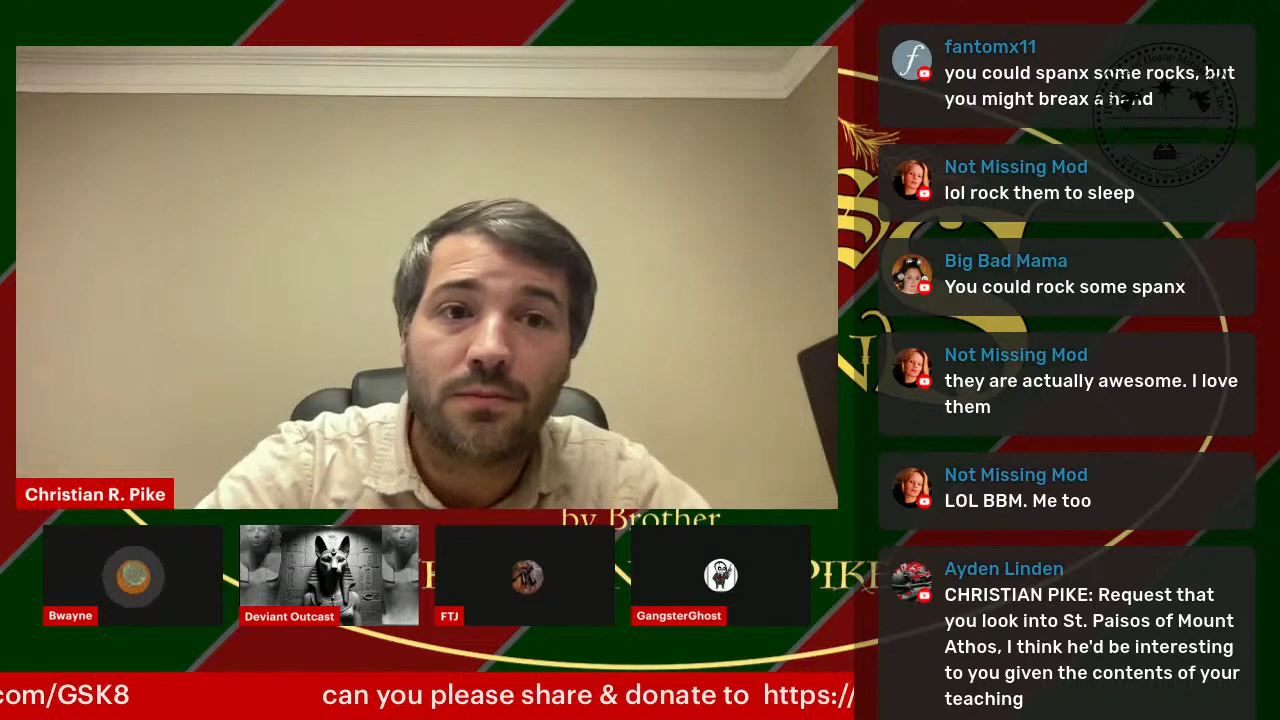 fantomx11
you could spanx some rocks, but
you might breax a hand
Not Missing Mod
lol rock them to sleep
Big Bad Mama
You could rock some spanx
Not Missing Mod
they are actually awesome. I love
them
Not Missing Mod
LOL BBM. Me too
Ayden Linden
CHRISTIAN PIKE: Request that
you look into St. Paisos of Mount
Athos, I think he'd be interesting
to you given the contents of your
teaching
Christian R. Pike
by Brother
PIKE
Bwayne
Deviant Outcast
FTJ
GangsterGhost
com/GSK8 can you please share & donate to https://